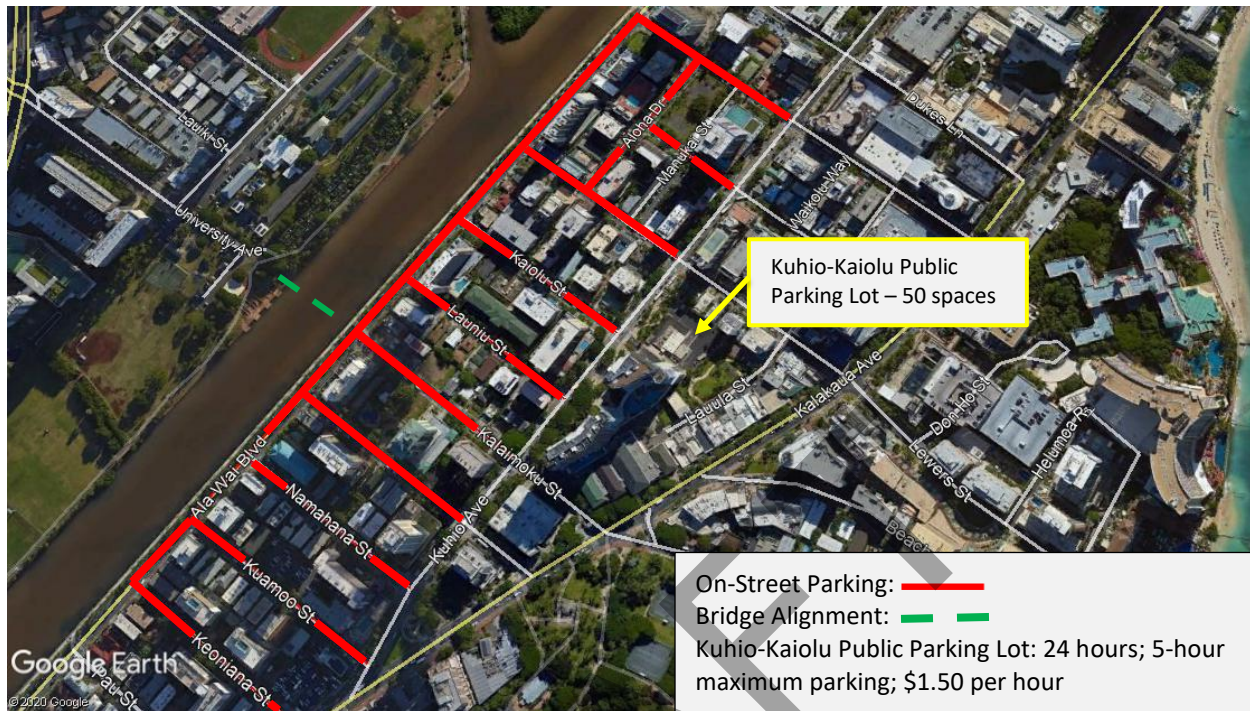 Lauiki St
University Ave
Aloha Dr
Manukai St
Dukes Ln
Waikolu Way
Kaiolu St
Launiu St
Kalaimoku St
Lauula St
Kalakaua Ave
Don Ho St
Helumoa R
Lewers St
Beac
Ala Wai Blvd
Namahana St
Kuhio Ave
Kuamoo St
Keoniana St
Pau St
Kuhio-Kaiolu Public
Parking Lot – 50 spaces
On-Street Parking:
Bridge Alignment:
Kuhio-Kaiolu Public Parking Lot: 24 hours; 5-hour
maximum parking; $1.50 per hour
Google Earth
© 2020 Google